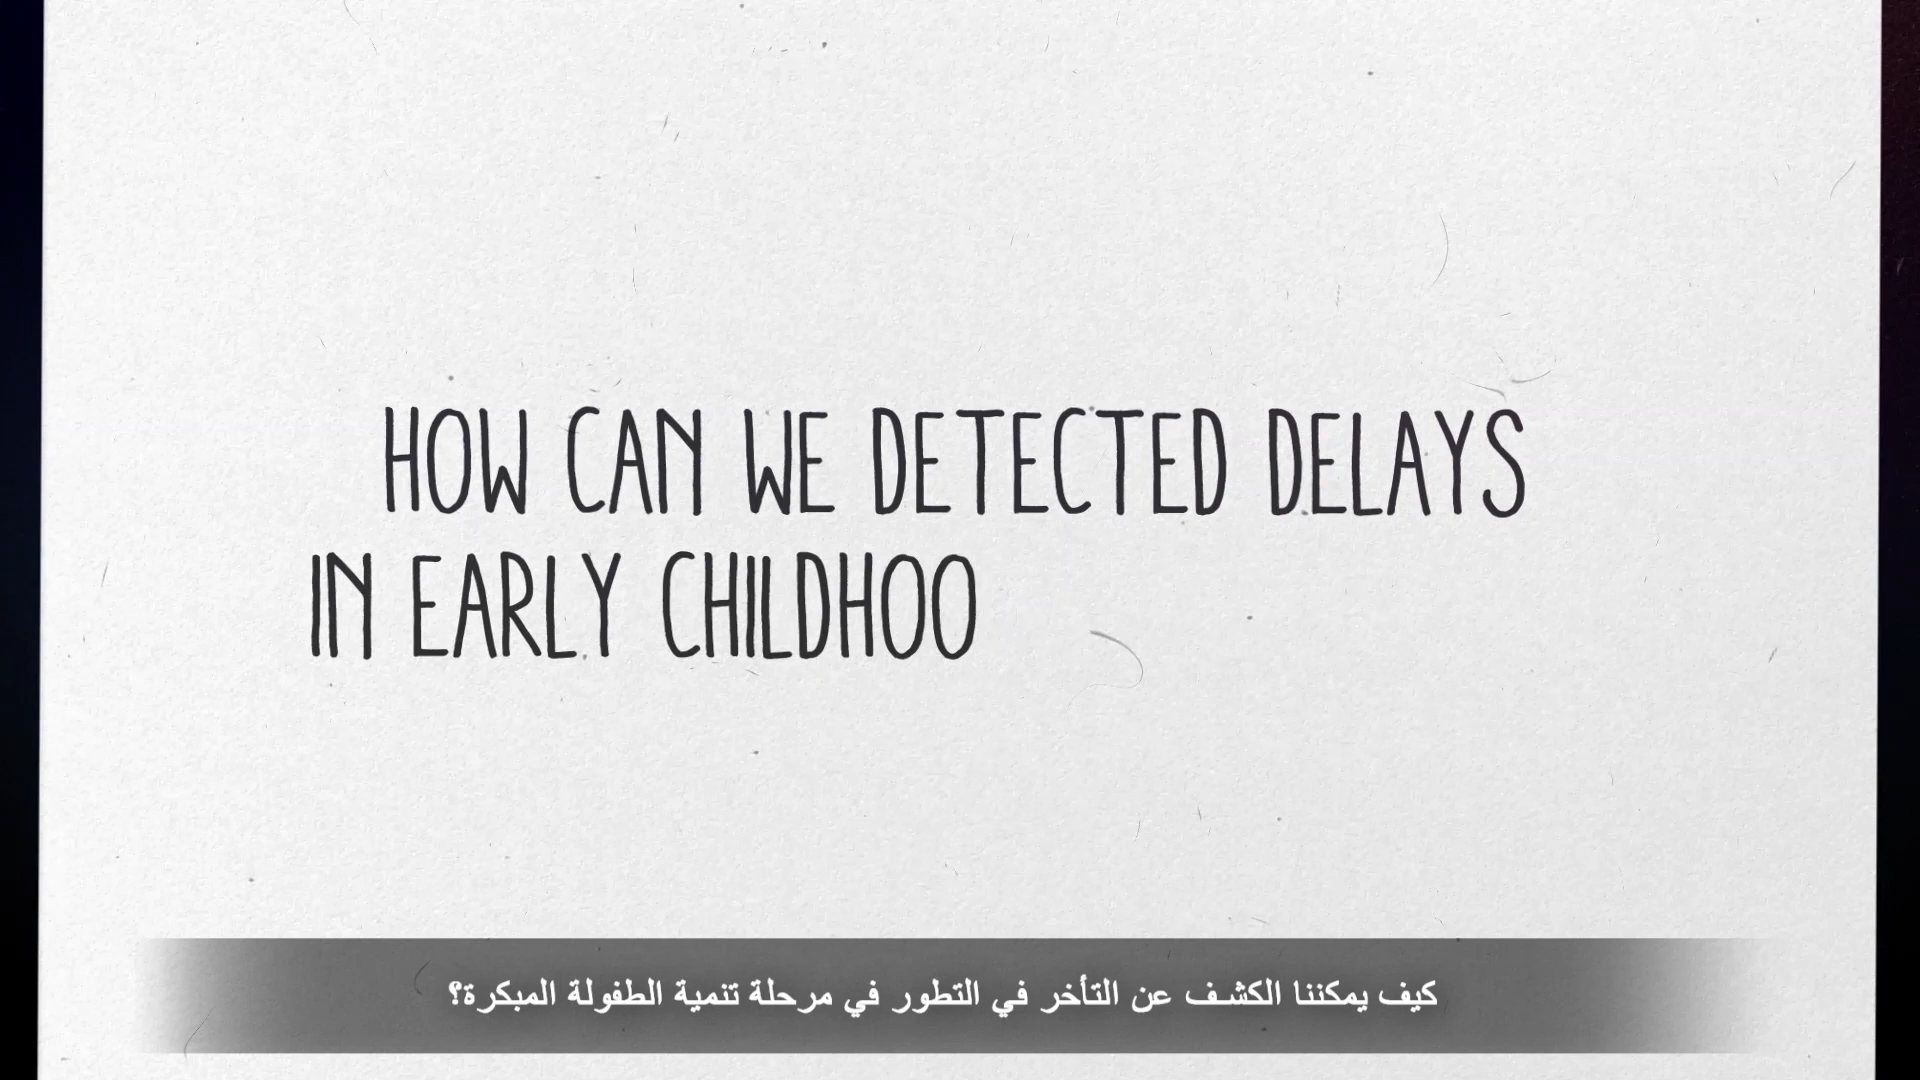 HOW CAN WE DETECTED DELAYS
IN EARLY CHILDHOO
كيف يمكننا الكشف عن التأخر في التطور في مرحلة تنمية الطفولة المبكرة؟